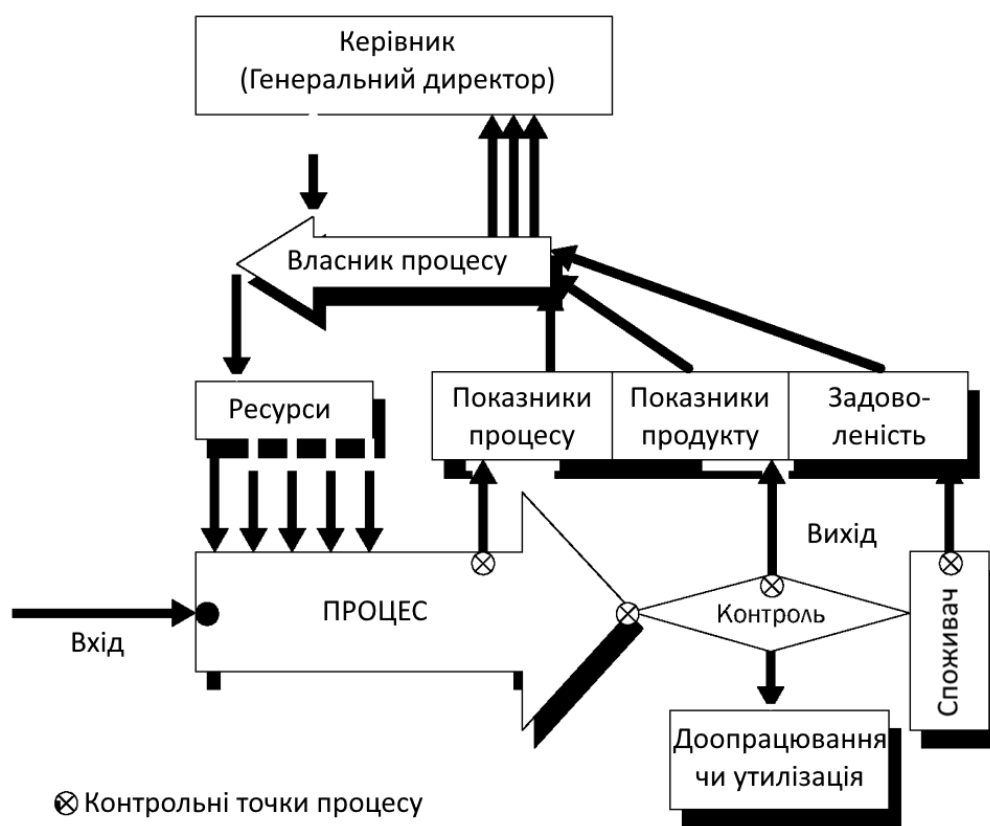 Керівник
(Генеральний директор)
Власник процесу
Ресурси
Показники
процесу
Показники
продукту
Задово-
леність
Вихід
ПРОЦЕС
Контроль
Споживач
Вхід
Доопрацювання
чи утилізація
Контрольні точки процесу